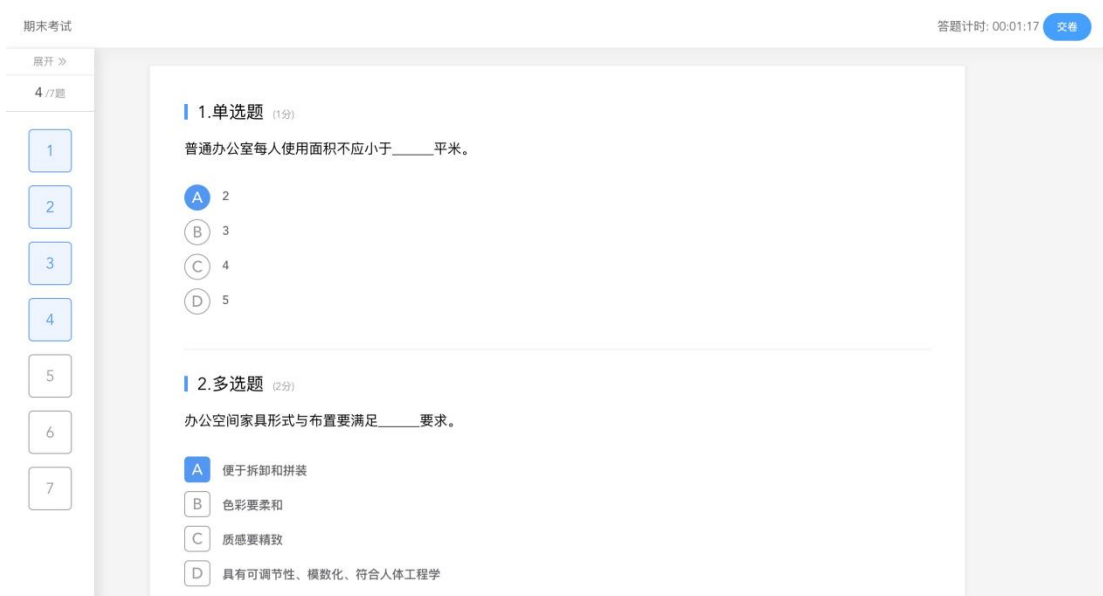 期末考试
答题计时: 00:01:17 交卷
展开 »
4 /7题
1
2
3
4
5
6
7
1.单选题 (1分)
普通办公室每人使用面积不应小于______平米。
A 2
B 3
C 4
D 5
2.多选题 (2分)
办公空间家具形式与布置要满足______要求。
A 便于拆卸和拼装
B 色彩要柔和
C 质感要精致
D 具有可调节性、模数化、符合人体工程学